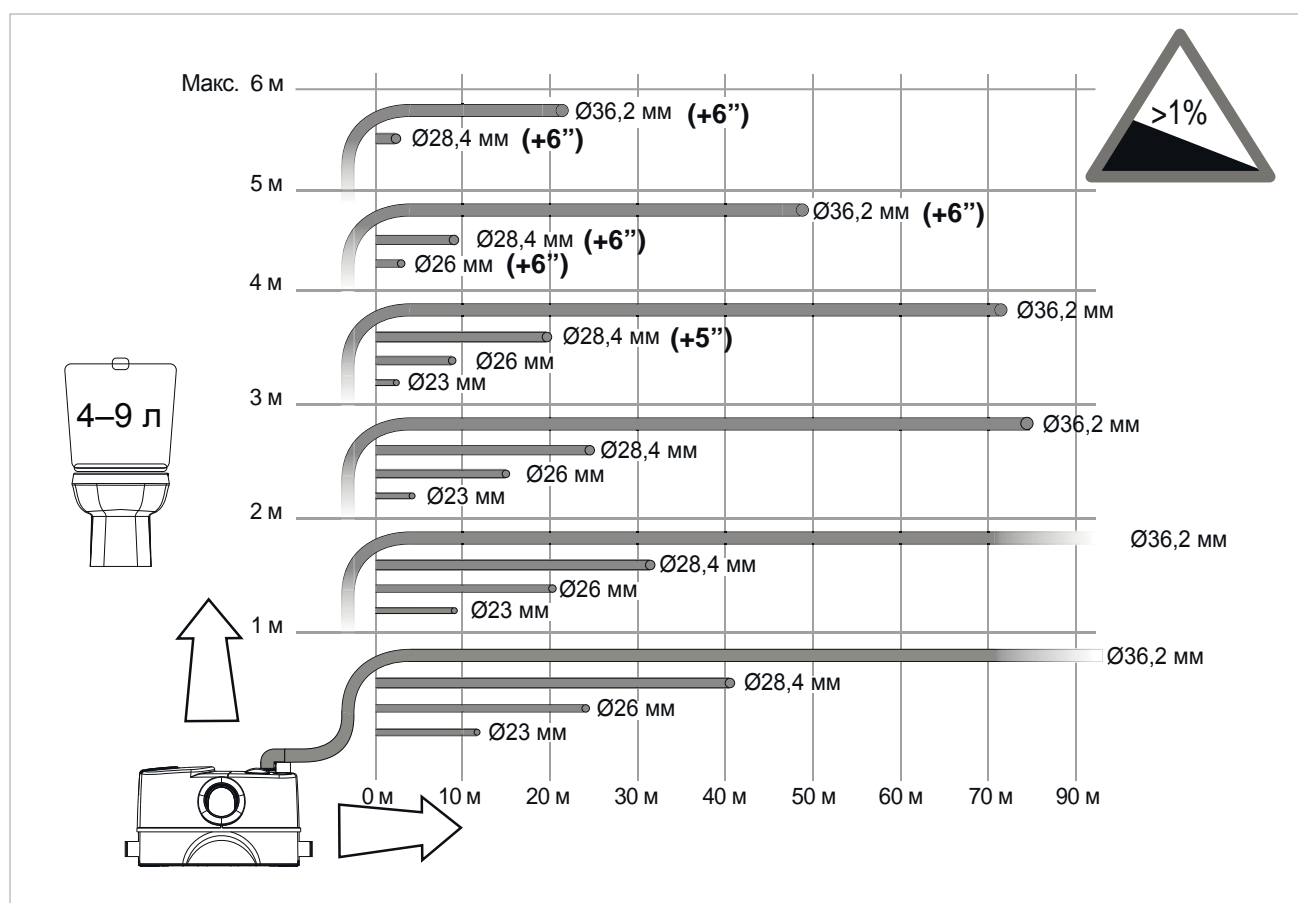 Макс. 6 м
Ø36,2 мм (+6”)
>1%
Ø28,4 мм (+6”)
5 м
Ø36,2 мм (+6”)
Ø28,4 мм (+6”)
Ø26 мм (+6”)
4 м
Ø36,2 мм
Ø28,4 мм (+5”)
Ø26 мм
Ø23 мм
3 м
4–9 л
Ø36,2 мм
Ø28,4 мм
Ø26 мм
Ø23 мм
2 м
Ø36,2 мм
Ø28,4 мм
Ø26 мм
Ø23 мм
1 м
Ø36,2 мм
Ø28,4 мм
Ø26 мм
Ø23 мм
0 м 10 м 20 м 30 м 40 м 50 м 60 м 70 м 90 м